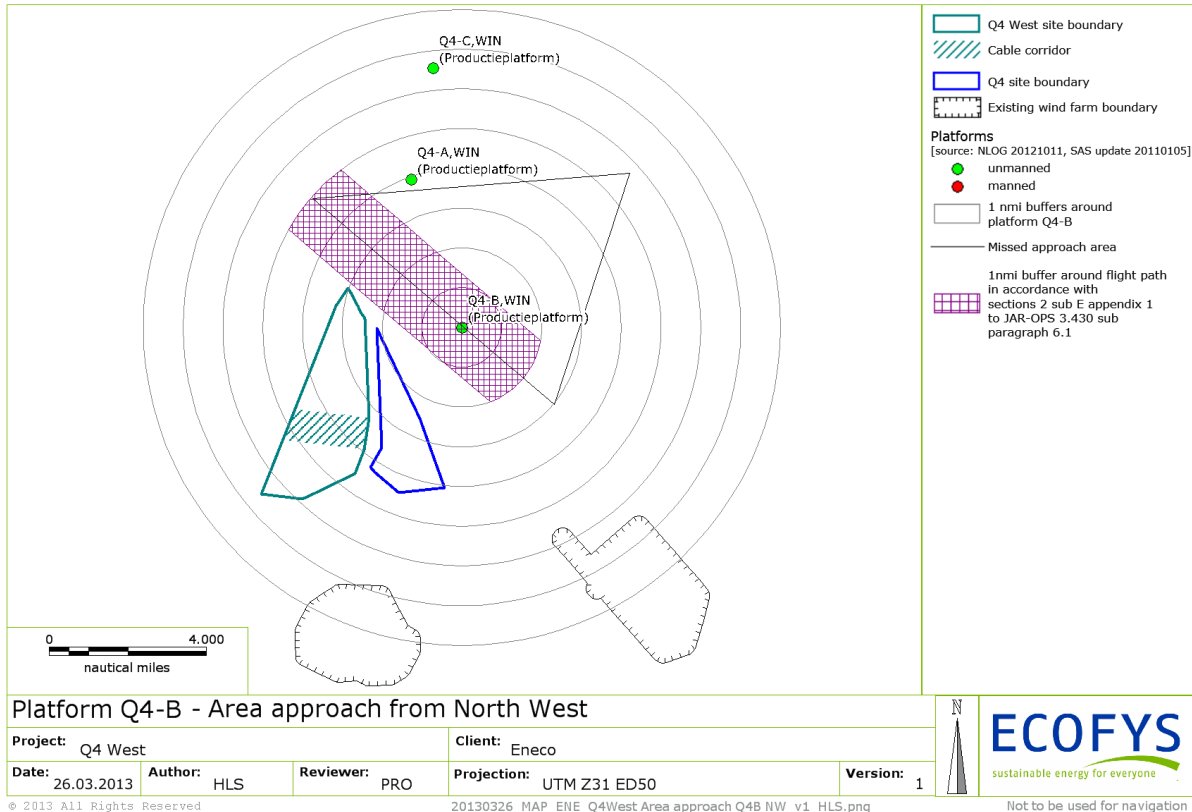 Q4-C,WIN
(Productieplatform)
Q4-A,WIN
(Productieplatform)
Q4-B,WIN
(Productieplatform)
0 4.000
nautical miles
Q4 West site boundary
Cable corridor
Q4 site boundary
Existing wind farm boundary
Platforms
[source: NLOG 20121011, SAS update 20110105]
unmanned
manned
1 nmi buffers around
platform Q4-B
Missed approach area
1nmi buffer around flight path
in accordance with
sections 2 sub E appendix 1
to JAR-OPS 3.430 sub
paragraph 6.1
Platform Q4-B - Area approach from North West
Project: Q4 West
Client: Eneco
Date: 26.03.2013
Author: HLS
Reviewer: PRO
Projection: UTM Z31 ED50
Version: 1
N
ECOFYS
sustainable energy for everyone
© 2013 All Rights Reserved
20130326_MAP_ENE_Q4West Area approach Q4B NW_v1_HLS.png
Not to be used for navigation